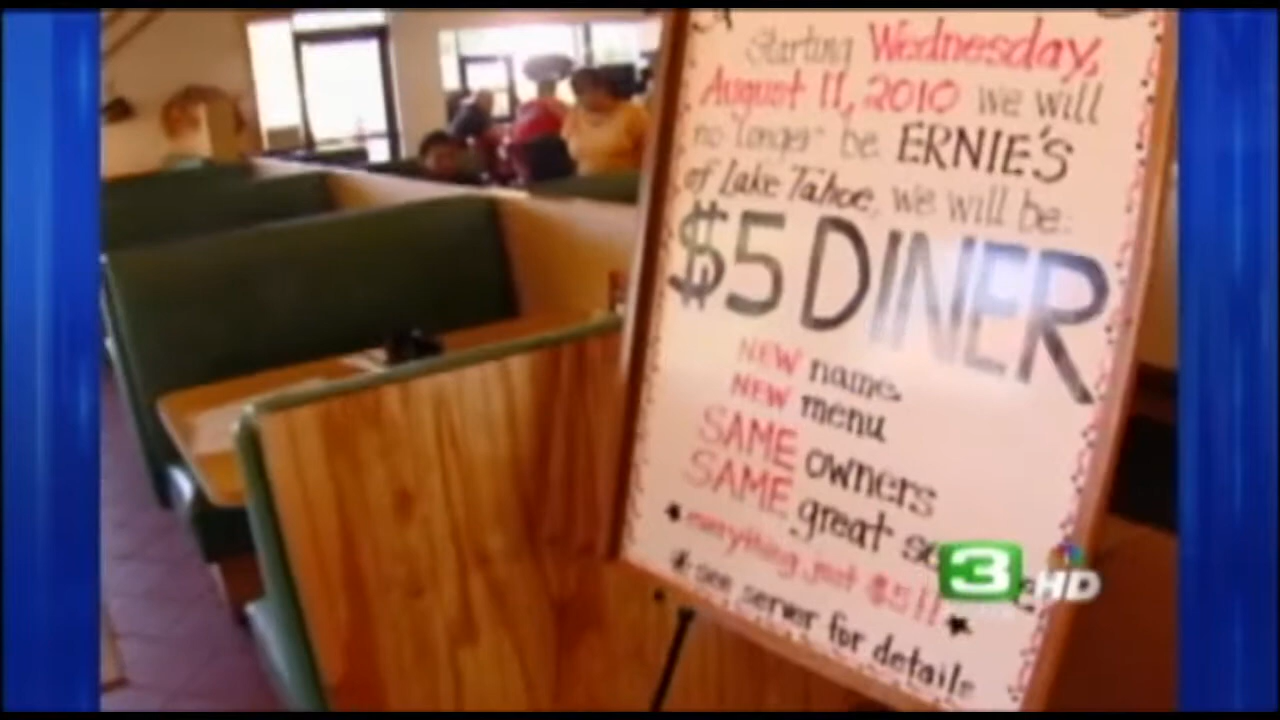 Starting Wednesday,
August 11, 2010 we will
no longer be ERNIE'S
of Lake Tahoe, we will be:
$5 DINER
NEW name
NEW menu
SAME owners
SAME great
everything just $5!!
see server for details
3 HD